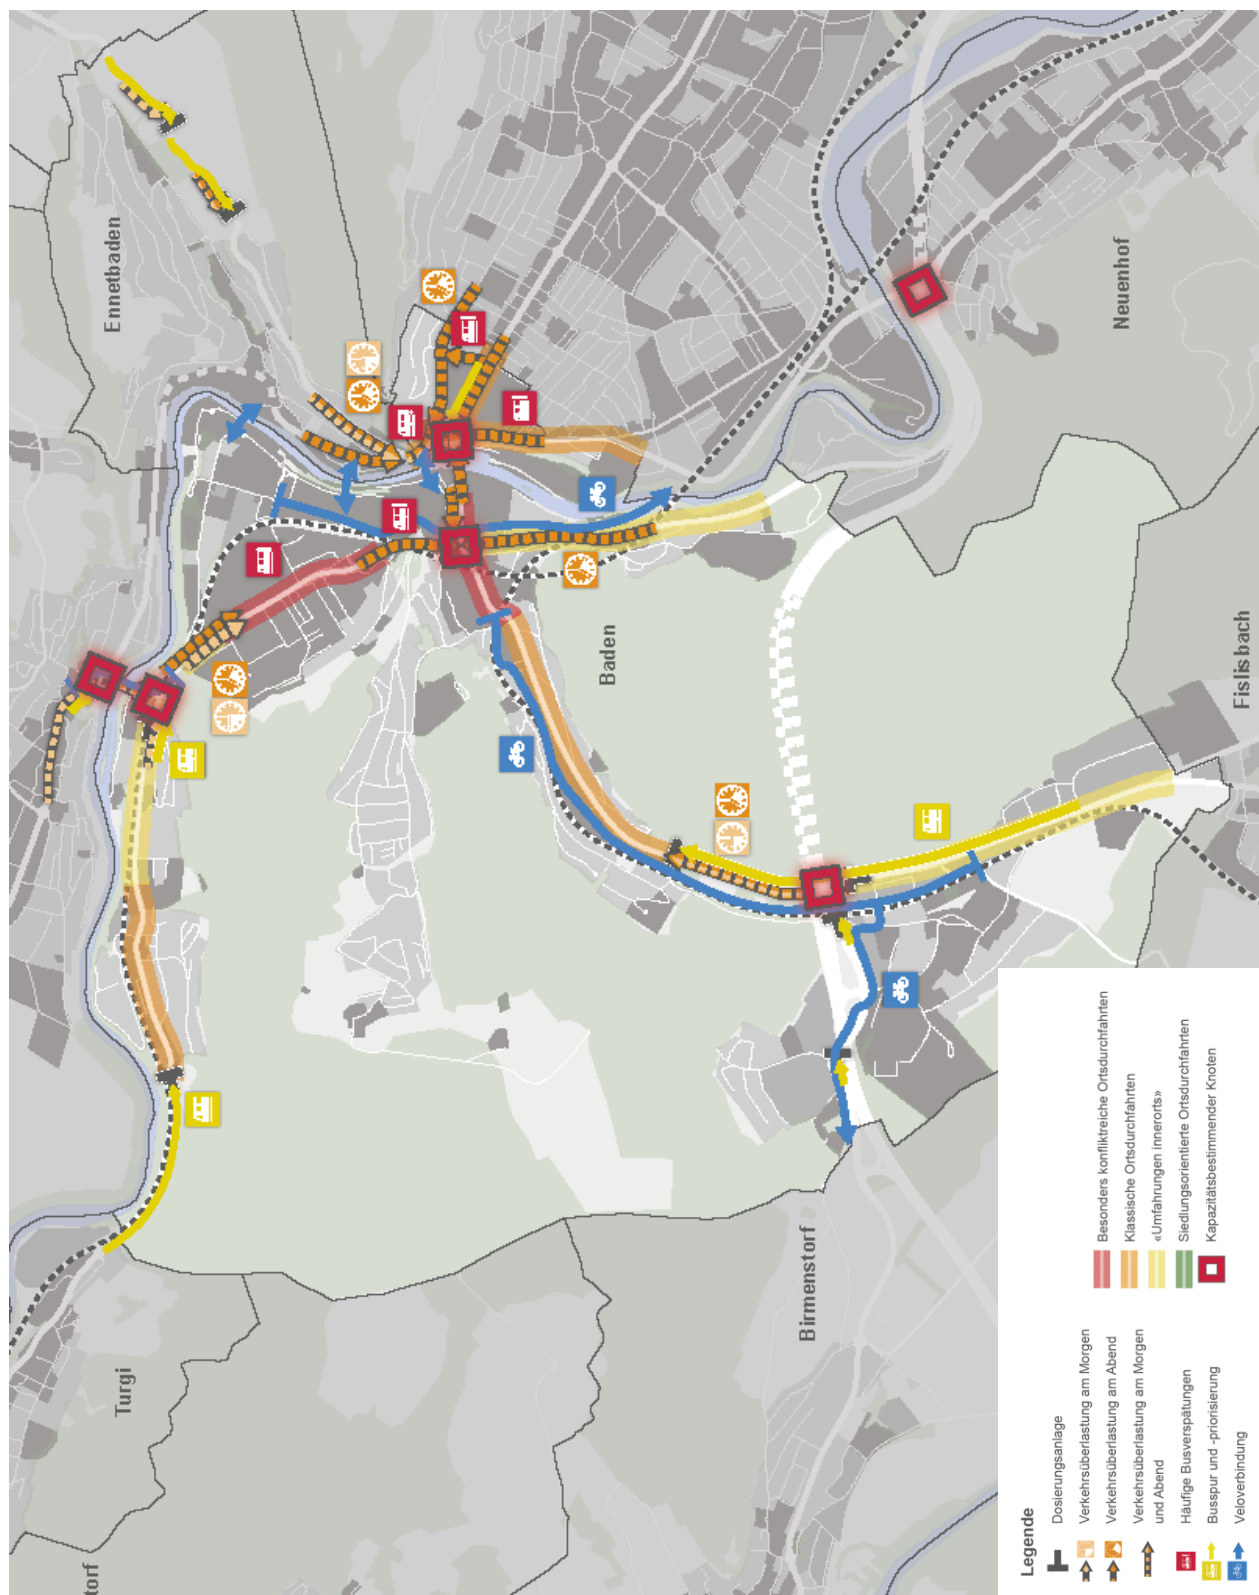 Ennetbaden
Neuenhof
Baden
Fislisbach
Birmenstorf
Turgi
torf
Legende
Dosierungsanlage
Verkehrsüberlastung am Morgen
Verkehrsüberlastung am Abend
Verkehrsüberlastung am Morgen
und Abend
Häufige Busverspätungen
Busspur und -priorisierung
Veloverbindung
Besonders konfliktreiche Ortsdurchfahrten
Klassische Ortsdurchfahrten
«Umfahrungen innerorts»
Siedlungsorientierte Ortsdurchfahrten
Kapazitätsbestimmender Knoten